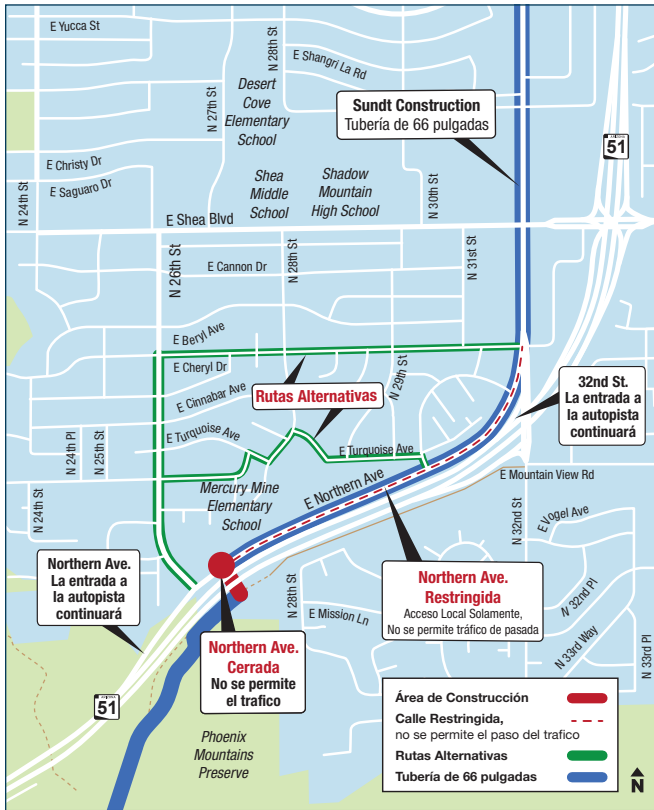 E Yucca St
N 28th St
E Shangri La Rd
N 27th St
Desert
Cove
Elementary
School
Sundt Construction
Tubería de 66 pulgadas
ARIZONA
51
E Christy Dr
E Saguaro Dr
N 24th St
Shea
Middle
School
Shadow
Mountain
High School
N 30th St
E Shea Blvd
N 26th St
E Cannon Dr
N 28th St
N 31st St
E Beryl Ave
E Cheryl Dr
E Cinnabar Ave
Rutas Alternativas
N 29th St
32nd St.
La entrada a
la autopista
continuará
E Turquoise Ave
E Turquoise Ave
N 24th Pl
N 25th St
N 24th St
Mercury Mine
Elementary
School
E Northern Ave
E Mountain View Rd
N 32nd St
E Vogel Ave
Northern Ave.
La entrada a
la autopista
continuará
N 28th St
E Mission Ln
Northern Ave.
Restringida
Acceso Local Solamente,
No se permite tráfico de pasada
N 32nd Pl
N 33rd Way
N 33rd Pl
Northern Ave.
Cerrada
No se permite
el trafico
ARIZONA
51
Phoenix
Mountains
Preserve
Área de Construcción
Calle Restringida,
no se permite el paso del trafico
Rutas Alternativas
Tubería de 66 pulgadas
N